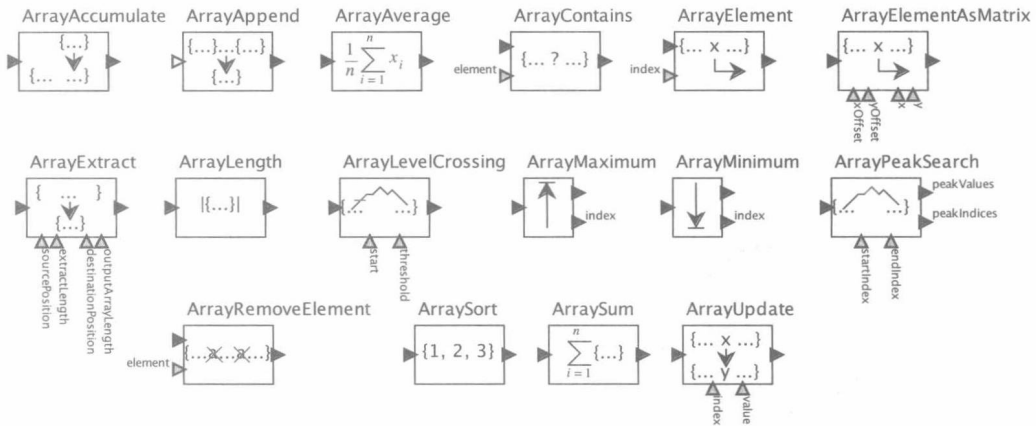 ArrayAccumulate
{...}
{... ...}
ArrayAppend
{...}...{...}
{...}
ArrayAverage
1/n n ∑ i=1 x_i
ArrayContains
{... ? ...}
element
ArrayElement
{... x ...}
index
ArrayElementAsMatrix
{... x ...}
xOffset
yOffset
x
y
ArrayExtract
{ ... }
{...}
sourcePosition
extractLength
destinationPosition
outputArrayLength
ArrayLength
|{...}|
ArrayLevelCrossing
{... ...}
start
threshold
ArrayMaximum
index
ArrayMinimum
index
ArrayPeakSearch
{... ...}
peakValues
peakIndices
startIndex
endIndex
ArrayRemoveElement
{...a...a...}
element
ArraySort
{1, 2, 3}
ArraySum
n ∑ i=1 {...}
ArrayUpdate
{... x ...}
{... y ...}
index
value